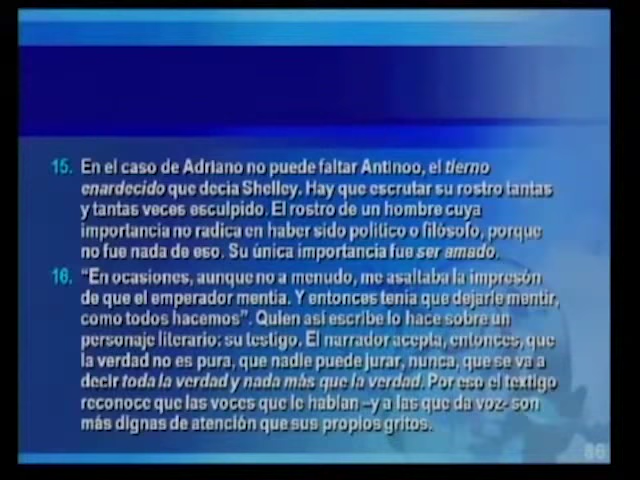 15. En el caso de Adriano no puede faltar Antinoo, el tierno
enardecido que decía Shelley. Hay que escrutar su rostro tantas
y tantas veces esculpido. El rostro de un hombre cuya
importancia no radica en haber sido político o filósofo, porque
no fue nada de eso. Su única importancia fue ser amado.
16. "En ocasiones, aunque no a menudo, me asaltaba la impresón
de que el emperador mentía. Y entonces tenía que dejarle mentir,
como todos hacemos". Quien así escribe lo hace sobre un
personaje literario: su testigo. El narrador acepta, entonces, que
la verdad no es pura, que nadie puede jurar, nunca, que se va a
decir toda la verdad y nada más que la verdad. Por eso el textigo
reconoce que las voces que le hablan –y a las que da voz- son
más dignas de atención que sus propios gritos.
86